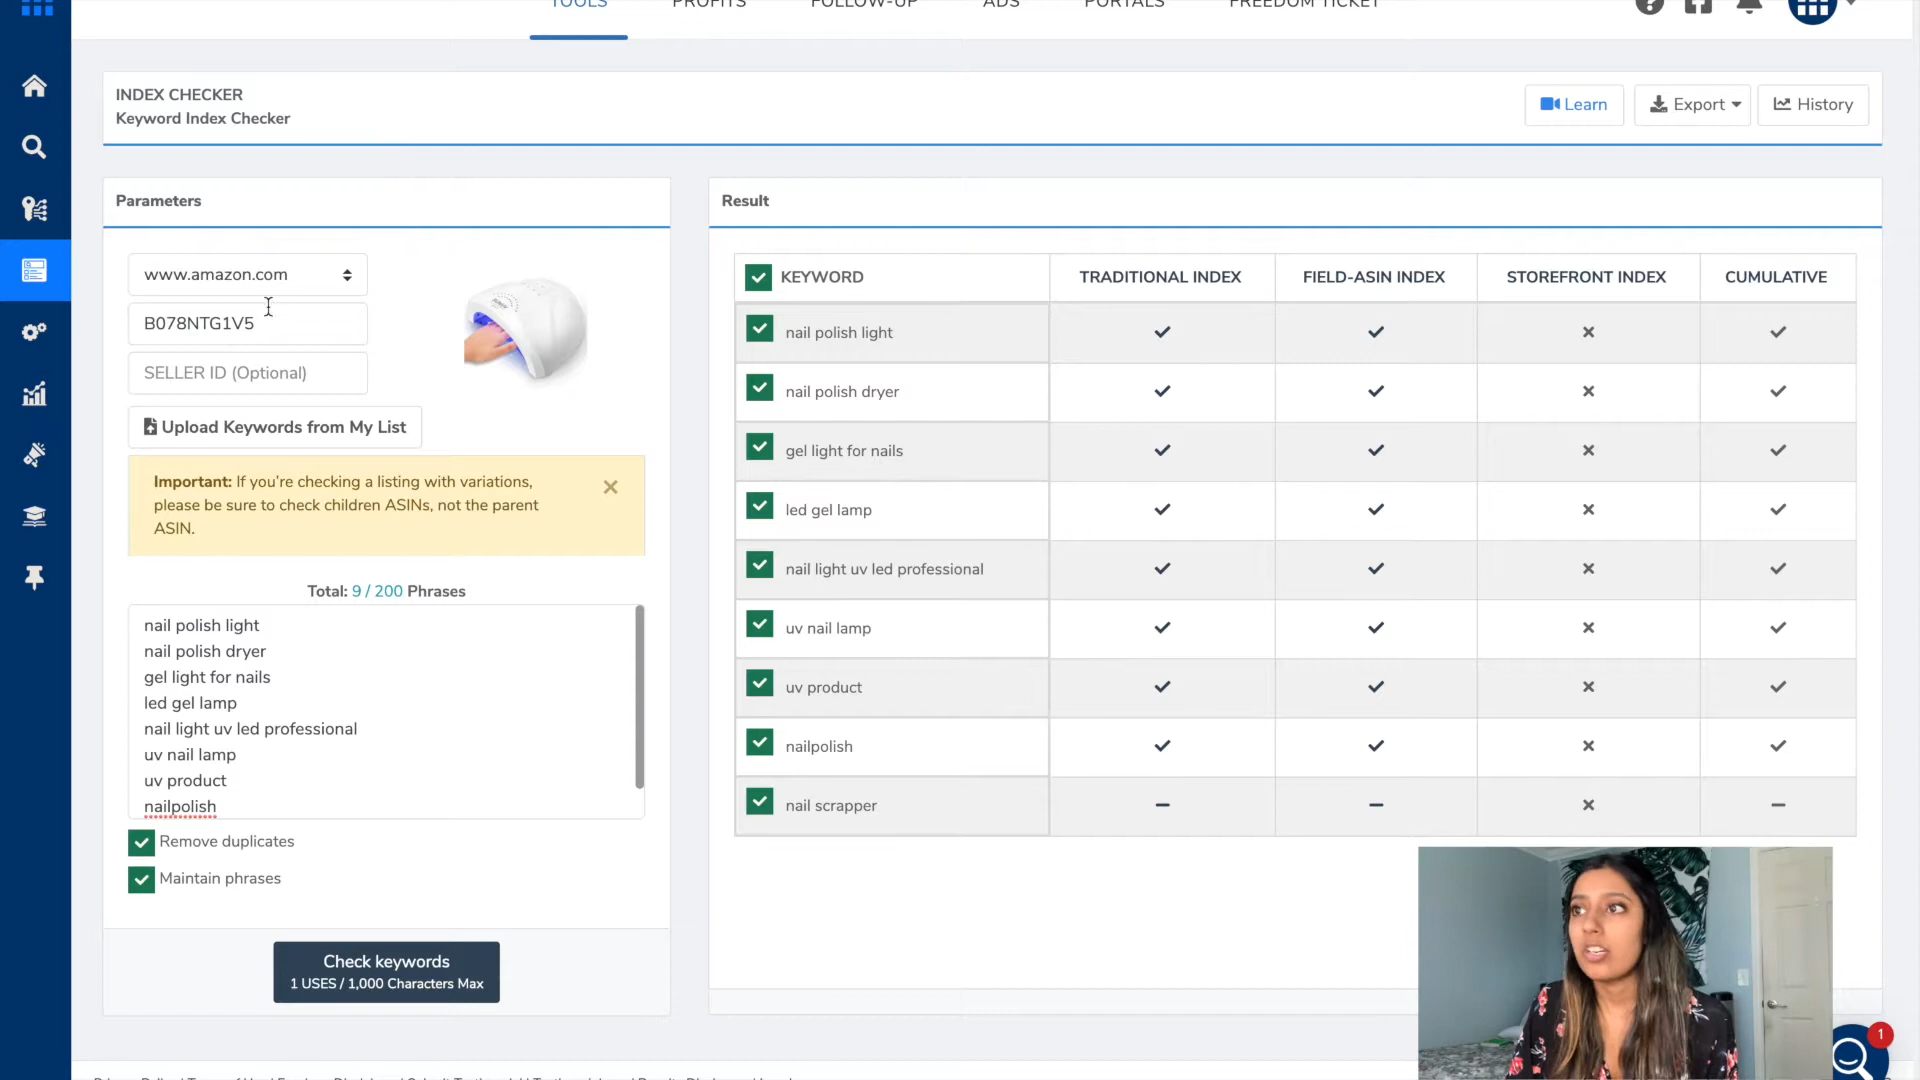 TOOLS
PROFITS
FOLLOW-UP
ADS
PORTALS
FREEDOM TICKET
INDEX CHECKER
Keyword Index Checker
Learn
Export
History
Parameters
www.amazon.com
B078NTG1V5
SELLER ID (Optional)
Upload Keywords from My List
Important: If you're checking a listing with variations,
please be sure to check children ASINs, not the parent
ASIN.
Total: 9 / 200 Phrases
nail polish light
nail polish dryer
gel light for nails
led gel lamp
nail light uv led professional
uv nail lamp
uv product
nailpolish
Remove duplicates
Maintain phrases
Check keywords
1 USES / 1,000 Characters Max
Result
KEYWORD TRADITIONAL INDEX FIELD-ASIN INDEX STOREFRONT INDEX CUMULATIVE
nail polish light
nail polish dryer
gel light for nails
led gel lamp
nail light uv led professional
uv nail lamp
uv product
nailpolish
nail scrapper
1